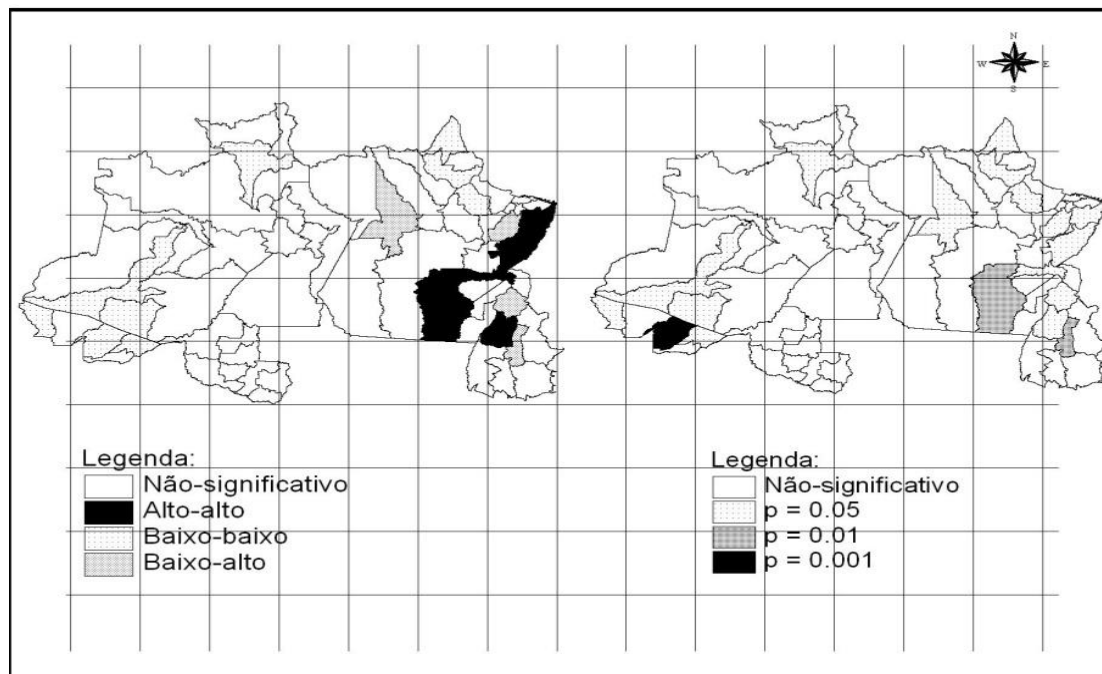 N
W E
S
Legenda:
Não-significativo
Alto-alto
Baixo-baixo
Baixo-alto
Legenda:
Não-significativo
p = 0.05
p = 0.01
p = 0.001